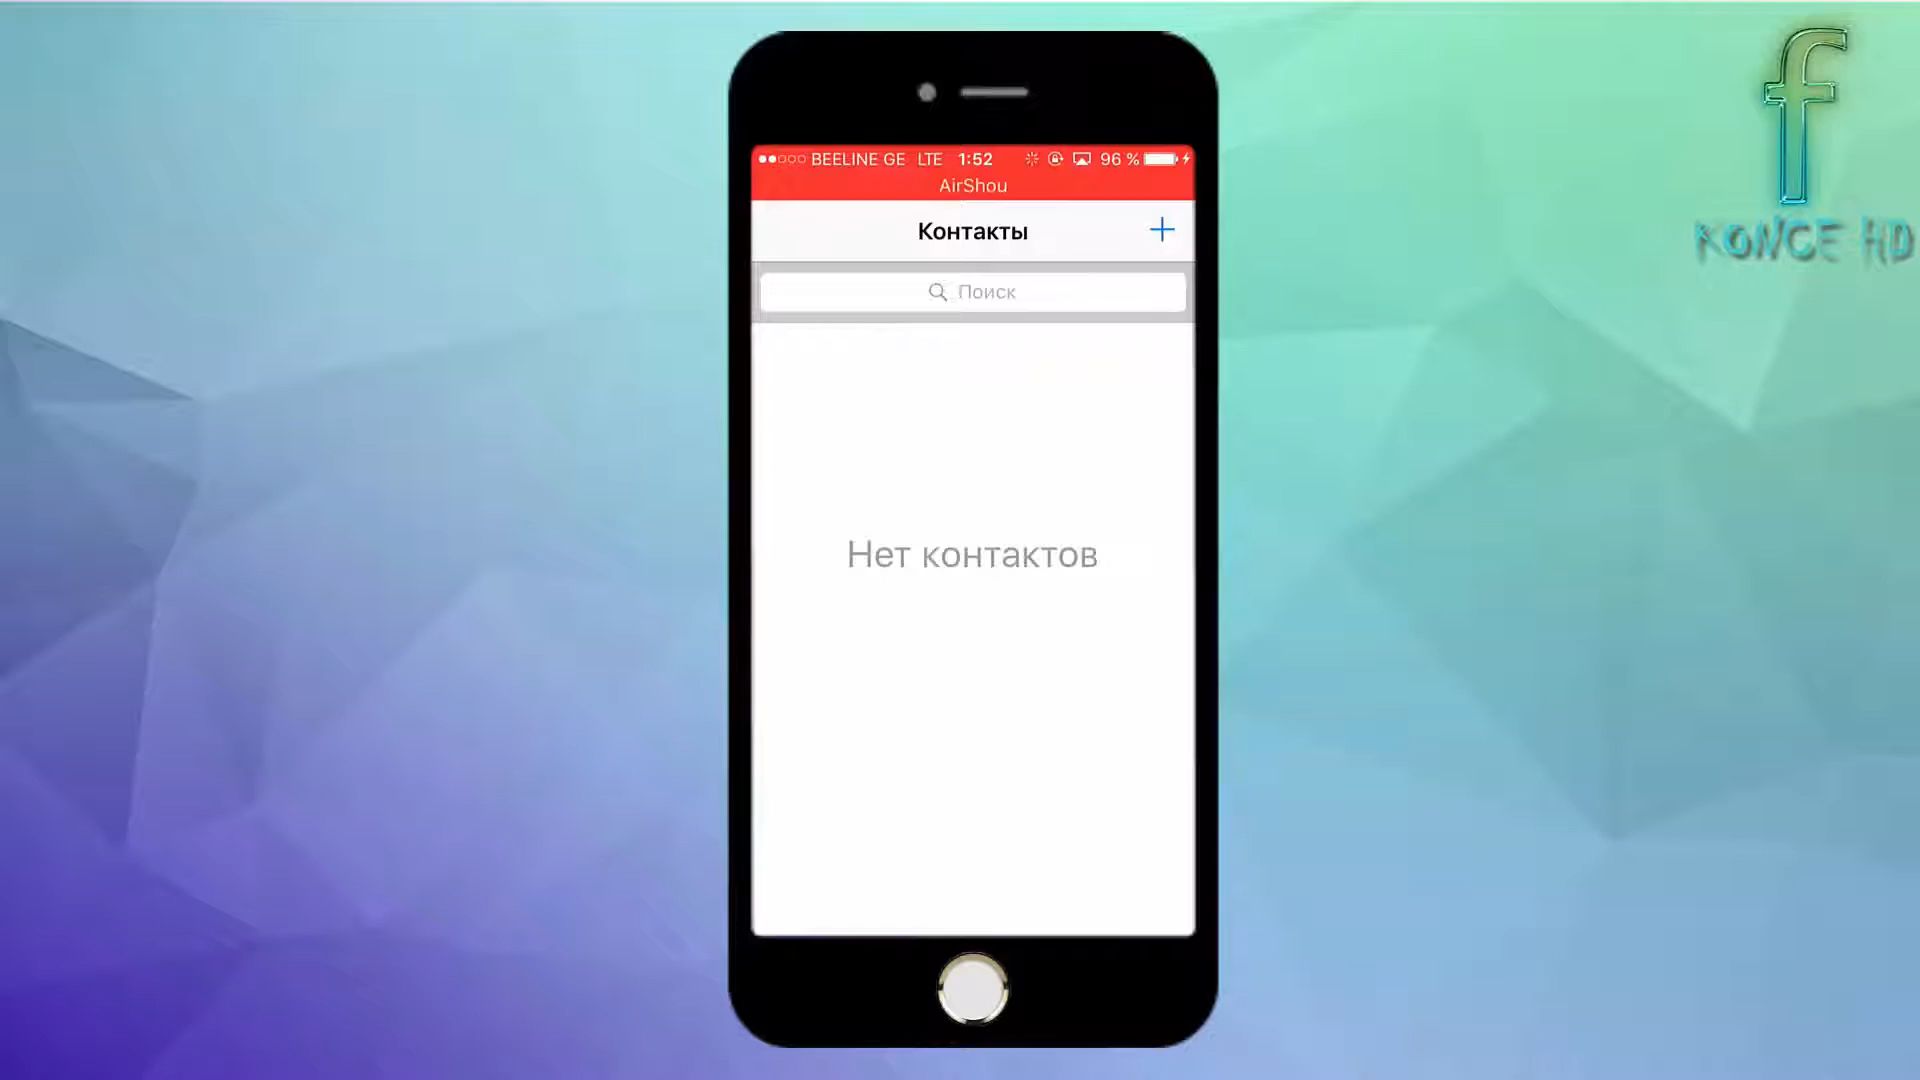 BEELINE GE LTE 1:52 96 %
AirShou
Контакты
Поиск
Нет контактов
f
KONCE HD